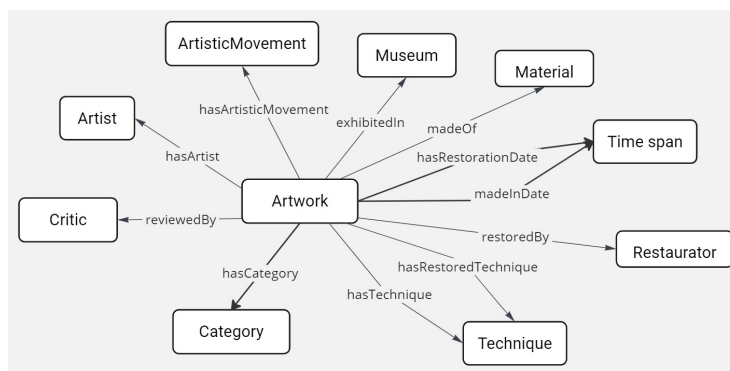 ArtisticMovement
Museum
Material
hasArtisticMovement
Artist
exhibitedIn
madeOf
Time span
hasRestorationDate
hasArtist
madeInDate
Artwork
Critic
reviewedBy
restoredBy
Restaurator
hasCategory
hasRestoredTechnique
hasTechnique
Category
Technique